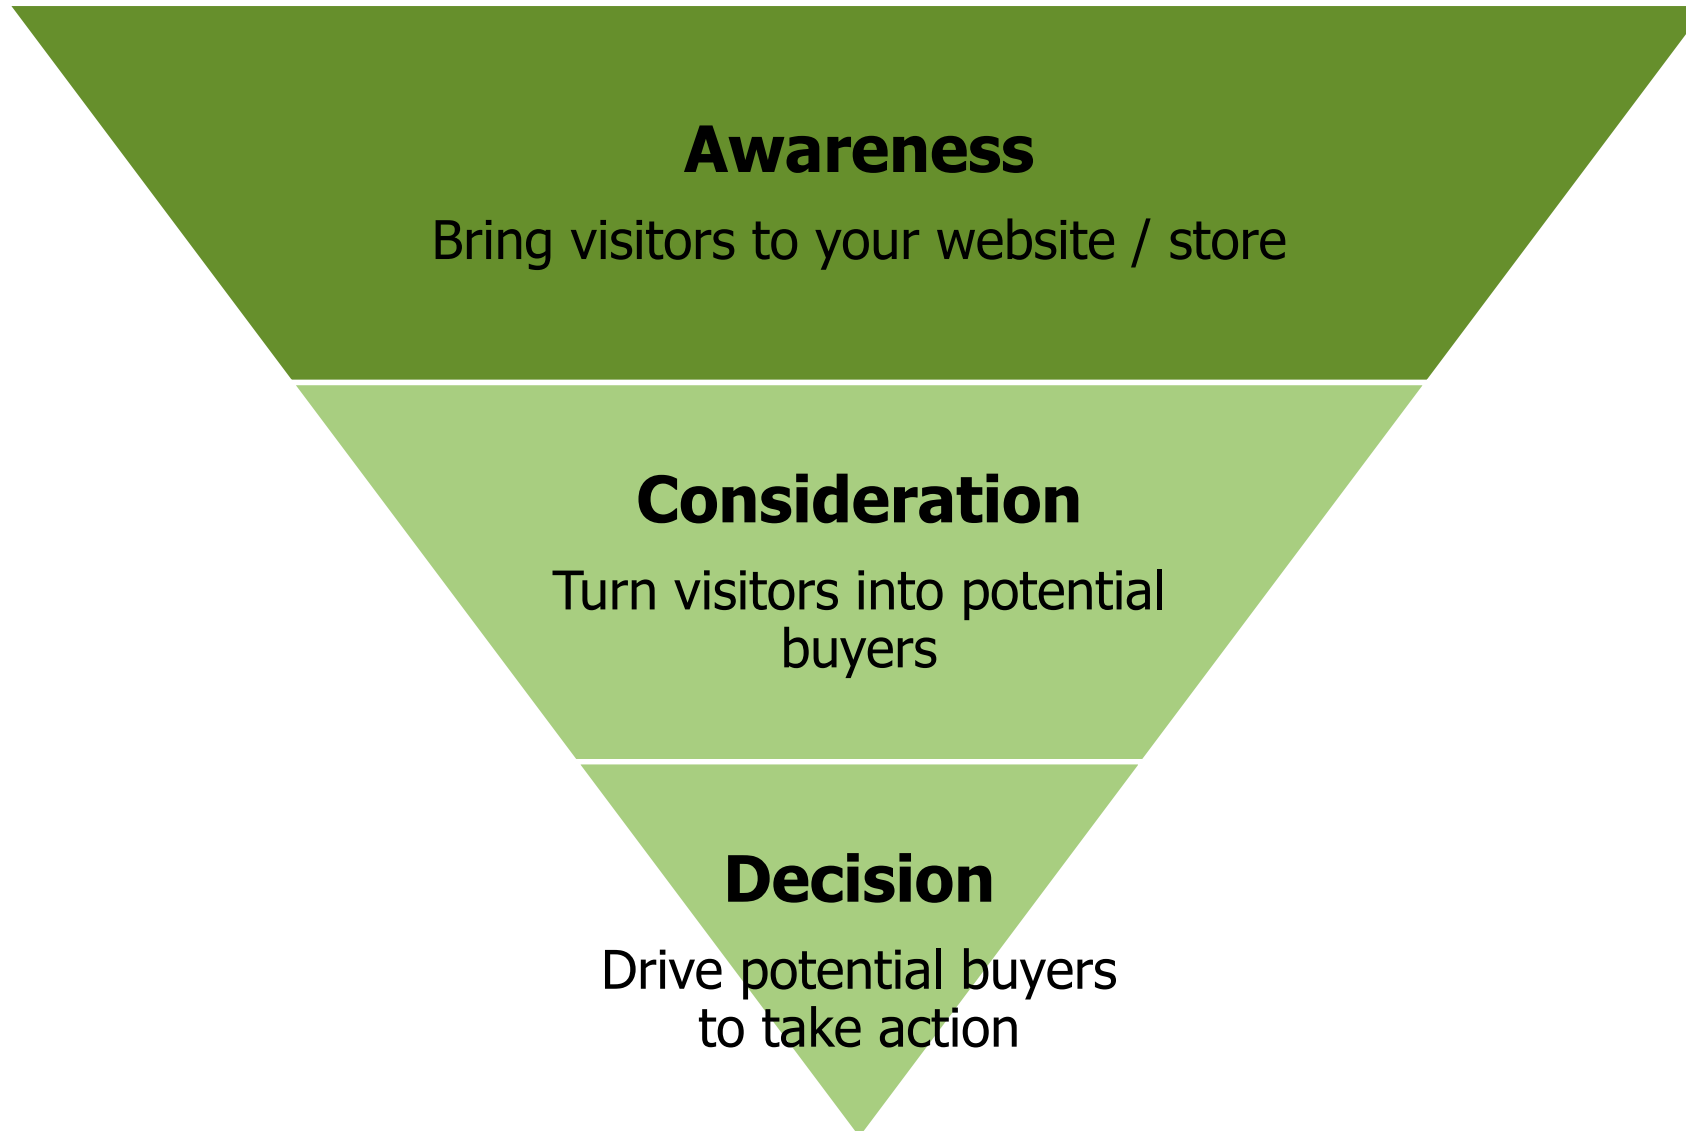 Awareness
Bring visitors to your website / store
Consideration
Turn visitors into potential
buyers
Decision
Drive potential buyers
to take action